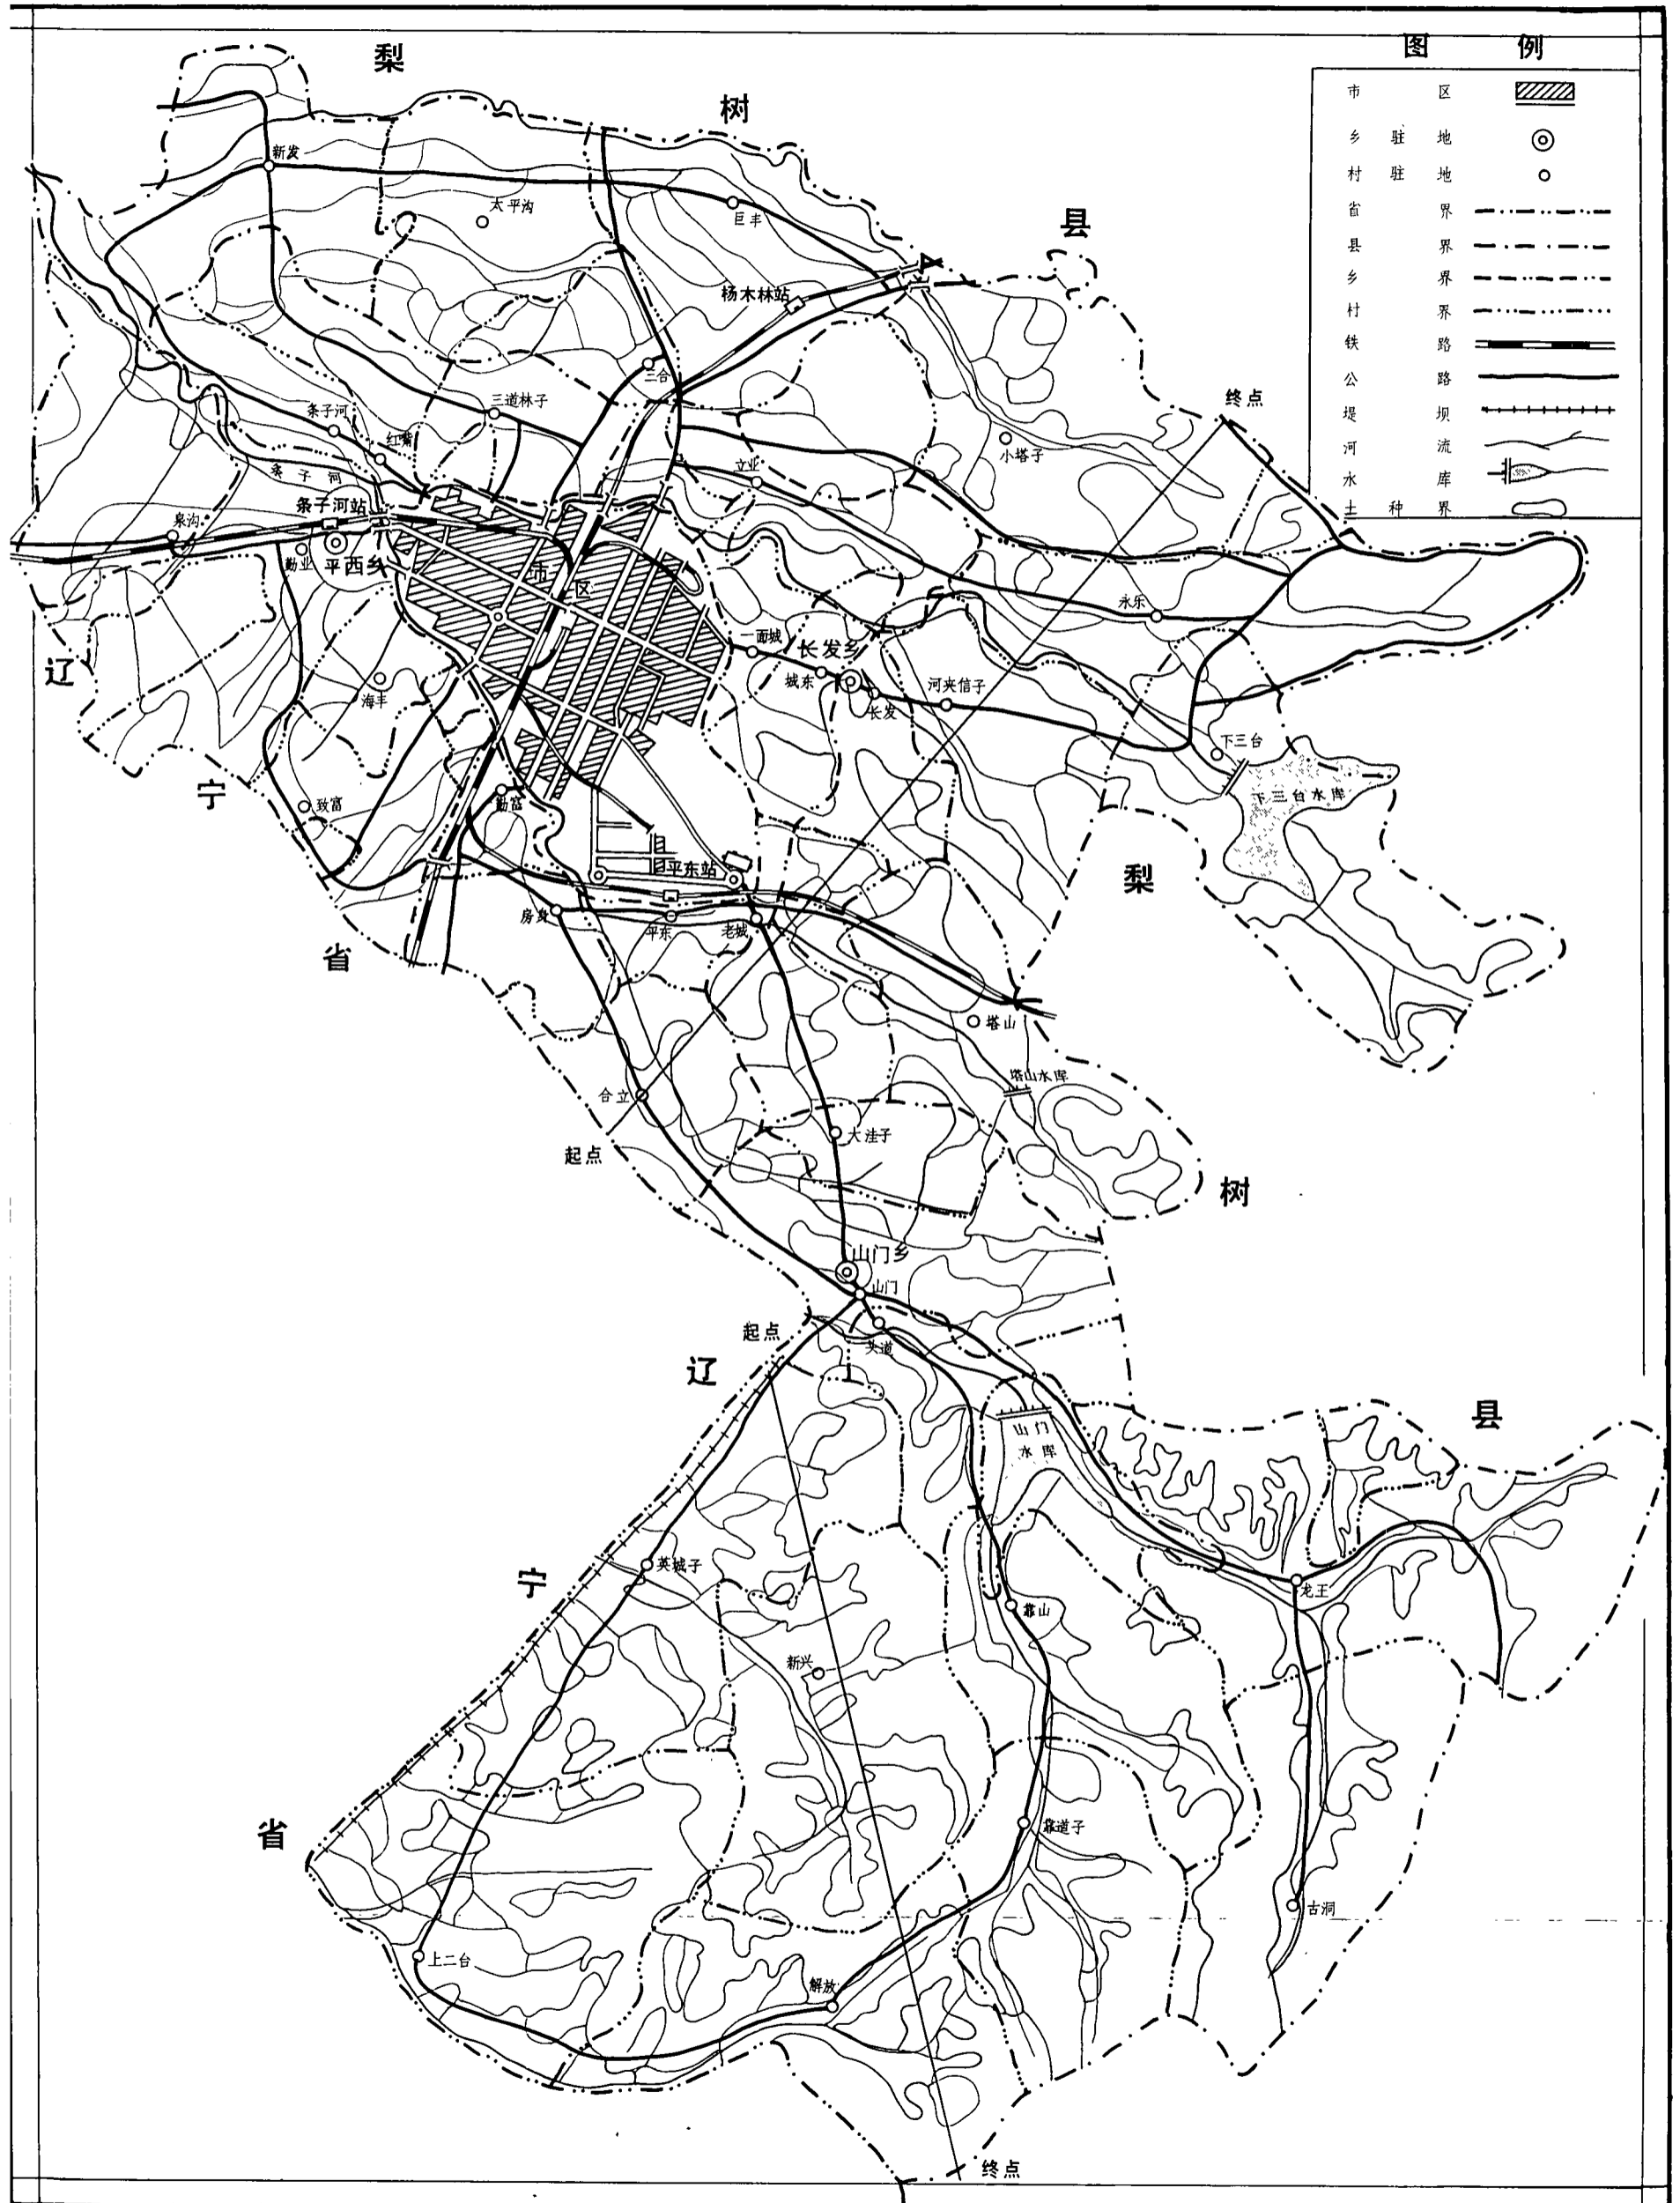 梨
树
县
图例
市区
乡驻地
村驻地
省界
县界
乡界
村界
铁路
公路
堤坝
河流
水库
土种界
新发
太平沟
巨丰
杨木林站
三合
终点
三道林子
条子河
红嘴
小塔子
立业
条子河
条子河站
泉沟
勤业
平西乡
市区
永乐
一面城
长发乡
城东
长发
河夹信子
辽
海丰
下三台
下三台水库
宁
致富
勤富
平东站
梨
房身
平东
老城
省
塔山
塔山水库
合立
大洼子
起点
树
山门乡
山门
起点
头道
辽
县
山门
水库
英城子
宁
龙王
靠山
新兴
省
靠道子
古洞
上二台
解放
终点